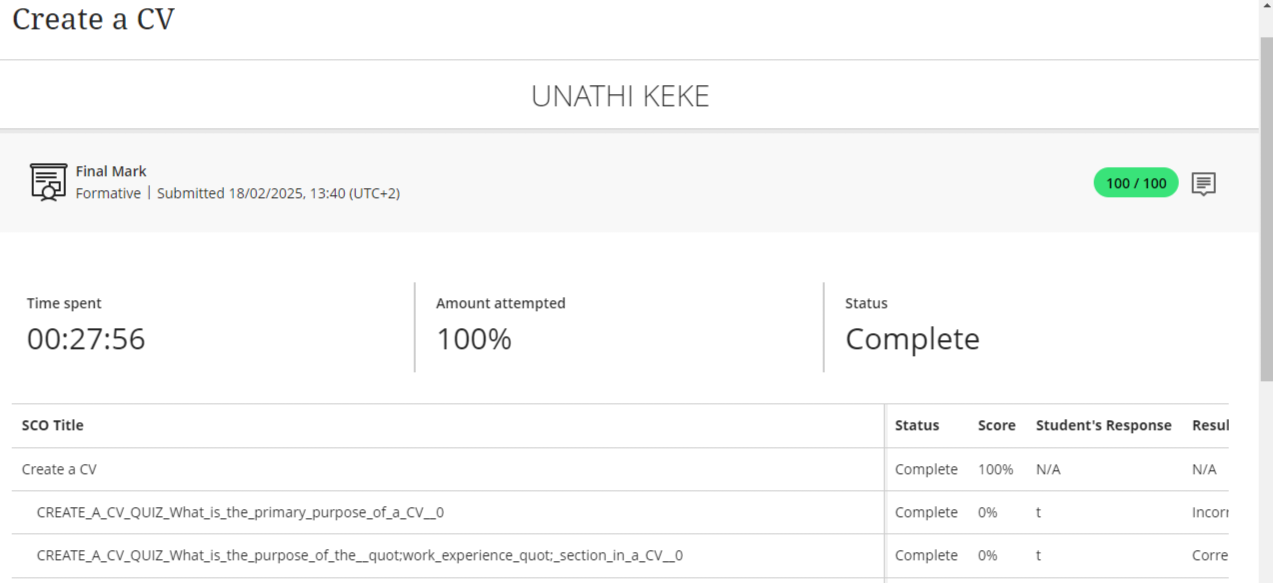 Create a CV
UNATHI KEKE
Final Mark
Formative | Submitted 18/02/2025, 13:40 (UTC+2)
100 / 100
Time spent
00:27:56
Amount attempted
100%
Status
Complete
SCO Title Status Score Student's Response Resul
Create a CV Complete 100% N/A N/A
CREATE_A_CV_QUIZ_What_is_the_primary_purpose_of_a_CV__0 Complete 0% t Incorr
CREATE_A_CV_QUIZ_What_is_the_purpose_of_the__quot;work_experience_quot;_section_in_a_CV__0 Complete 0% t Corre